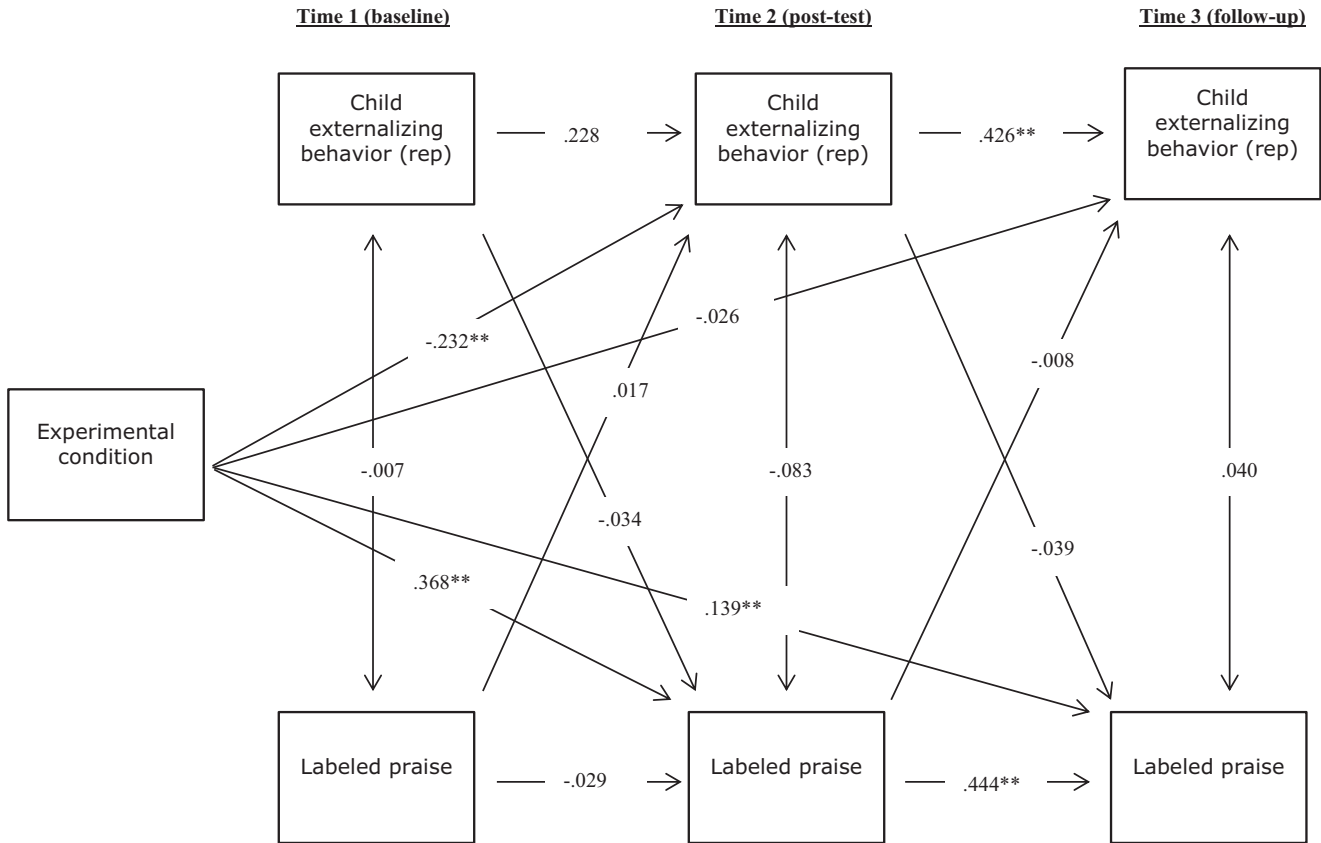 Time 1 (baseline)
Time 2 (post-test)
Time 3 (follow-up)
Child
externalizing
behavior (rep)
.228
Child
externalizing
behavior (rep)
.426**
Child
externalizing
behavior (rep)
-.026
-.232**
-.008
.017
Experimental
condition
-.007
-.083
.040
-.034
-.039
.368**
.139**
Labeled praise
-.029
Labeled praise
.444**
Labeled praise